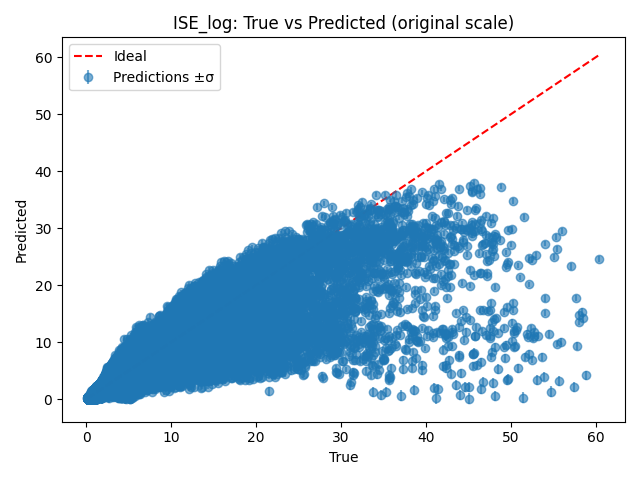 ISE_log: True vs Predicted (original scale)
Ideal
Predictions ±σ
60
50
40
30
20
10
0
Predicted
0 10 20 30 40 50 60
True